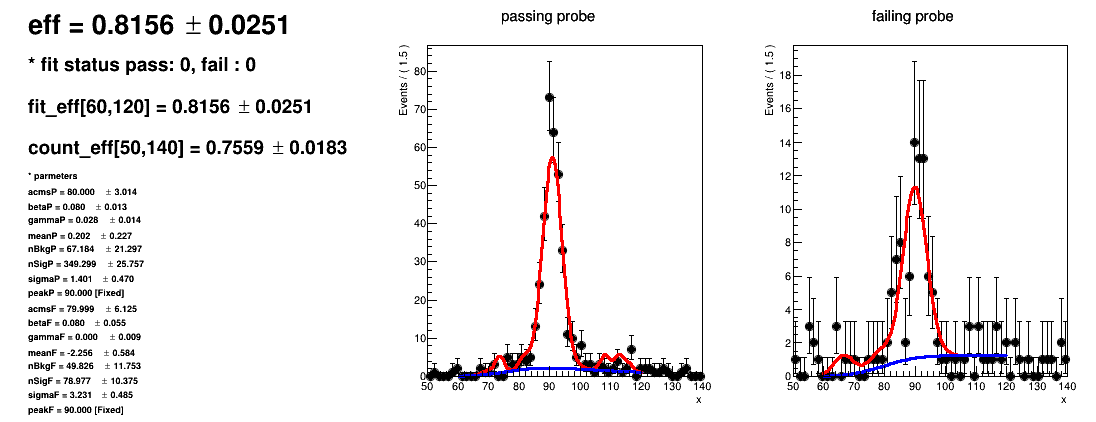 eff = 0.8156 ± 0.0251
* fit status pass: 0, fail : 0
fit_eff[60,120] = 0.8156 ± 0.0251
count_eff[50,140] = 0.7559 ± 0.0183
* parmeters
acmsP = 80.000 ± 3.014
betaP = 0.080 ± 0.013
gammaP = 0.028 ± 0.014
meanP = 0.202 ± 0.227
nBkgP = 67.184 ± 21.297
nSigP = 349.299 ± 25.757
sigmaP = 1.401 ± 0.470
peakP = 90.000 [Fixed]
acmsF = 79.999 ± 6.125
betaF = 0.080 ± 0.055
gammaF = 0.000 ± 0.009
meanF = -2.256 ± 0.584
nBkgF = 49.826 ± 11.753
nSigF = 78.977 ± 10.375
sigmaF = 3.231 ± 0.485
peakF = 90.000 [Fixed]
passing probe
Events / ( 1.5 )
80
70
60
50
40
30
20
10
0
50 60 70 80 90 100 110 120 130 140
x
failing probe
Events / ( 1.5 )
18
16
14
12
10
8
6
4
2
0
50 60 70 80 90 100 110 120 130 140
x